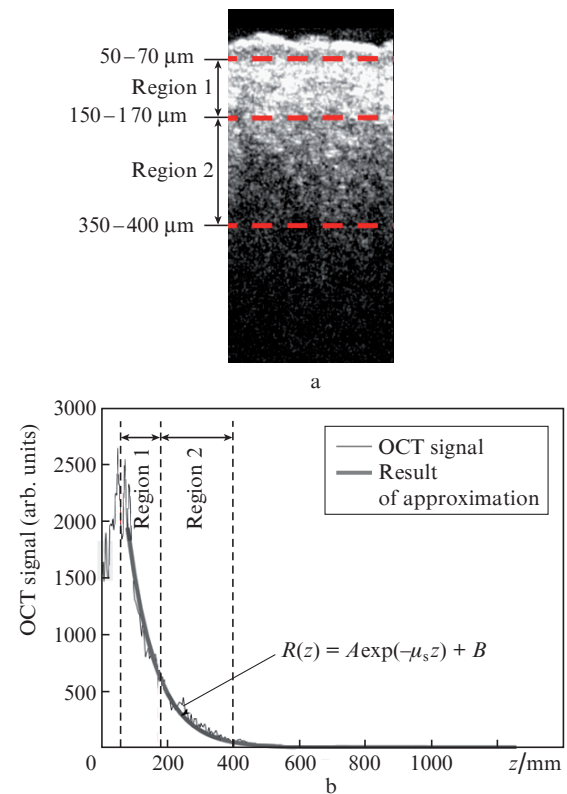 50–70 μm
Region 1
150–170 μm
Region 2
350–400 μm
a
3000
2500
2000
1500
1000
500
OCT signal (arb. units)
Region 1
Region 2
OCT signal
Result
of approximation
R(z) = Aexp(–μₛz) + B
0 200 400 600 800 1000 z/mm
b